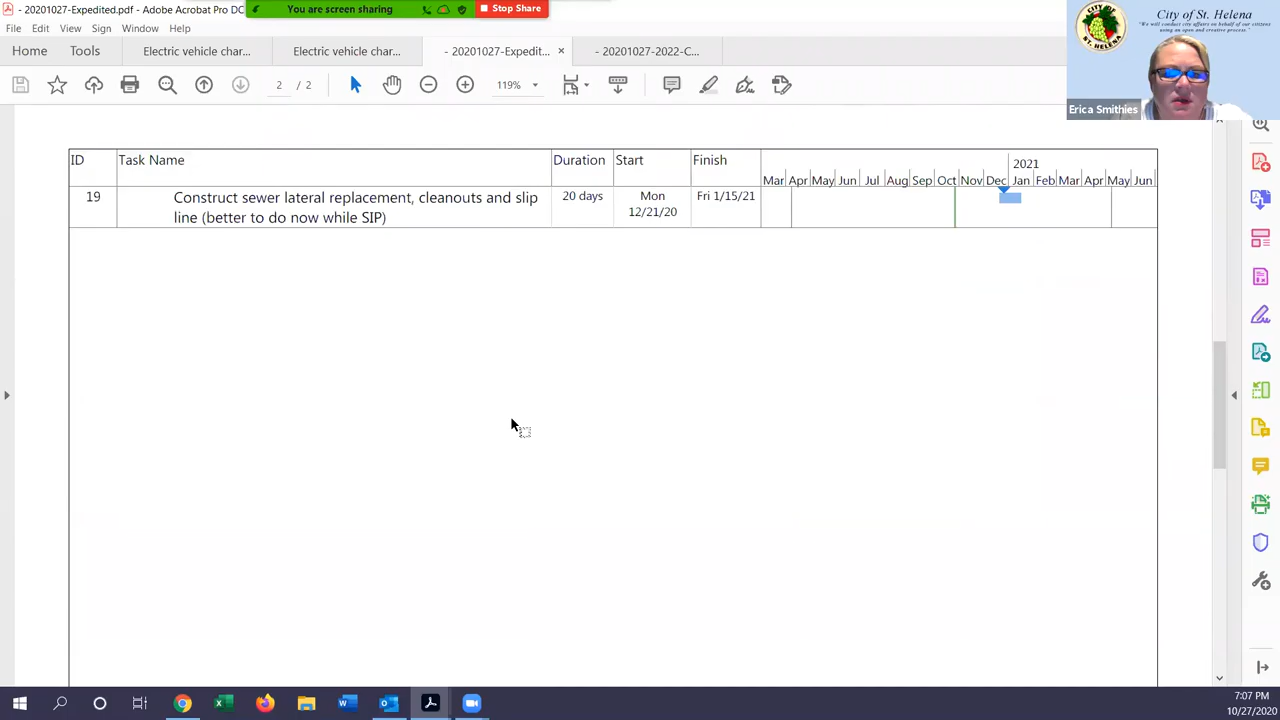 - 20201027-Expedited.pdf - Adobe Acrobat Pro DC
You are screen sharing
Stop Share
File Edit View Sign Window Help
Home Tools Electric vehicle char... Electric vehicle cha... - 20201027-Expedit... × - 20201027-2022-C...
2 / 2 119%
City of St. Helena
"We will conduct city affairs on behalf of our citizens
using an open and creative process."
CITY OF
ST. HELENA
Erica Smithies
ID Task Name Duration Start Finish 2021
Mar Apr May Jun Jul Aug Sep Oct Nov Dec Jan Feb Mar Apr May Jun
19 Construct sewer lateral replacement, cleanouts and slip 20 days Mon Fri 1/15/21
line (better to do now while SIP) 12/21/20
7:07 PM
10/27/2020